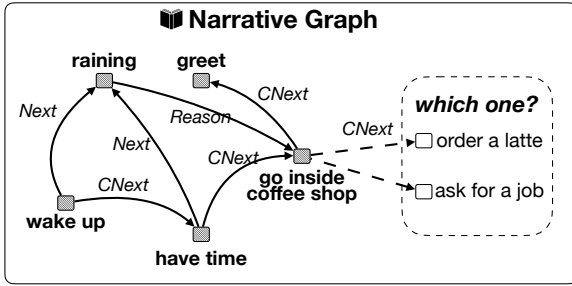 Narrative Graph
raining
greet
CNext
which one?
Next
Reason
CNext
order a latte
Next
CNext
go inside
coffee shop
CNext
ask for a job
wake up
have time